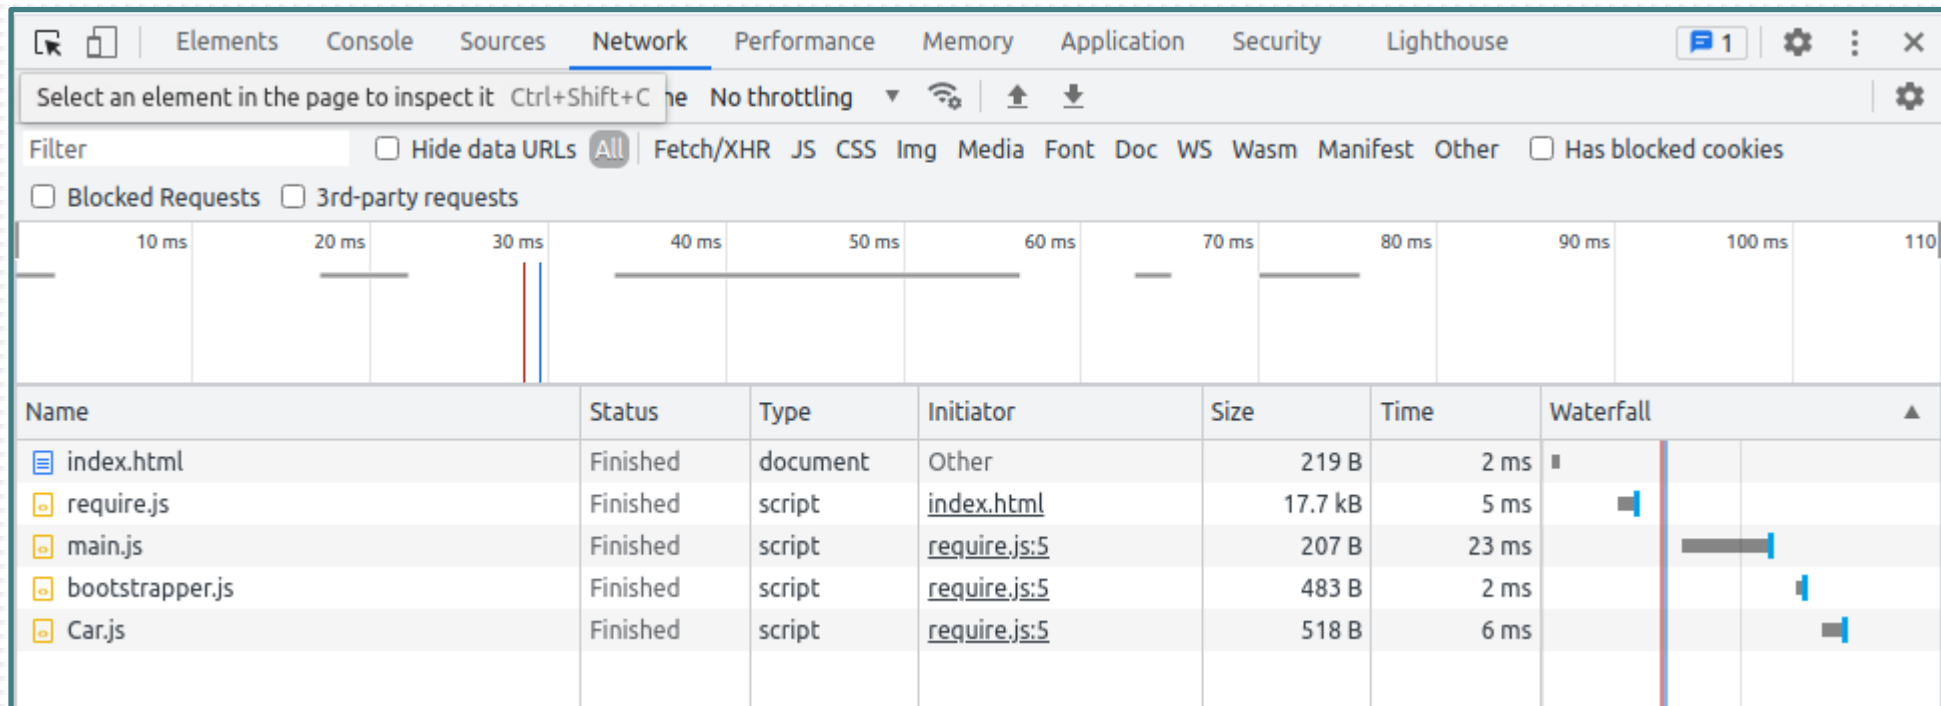 Elements Console Sources Network Performance Memory Application Security Lighthouse 1
Select an element in the page to inspect it Ctrl+Shift+C ne No throttling
Filter Hide data URLs All Fetch/XHR JS CSS Img Media Font Doc WS Wasm Manifest Other Has blocked cookies
Blocked Requests 3rd-party requests
10 ms 20 ms 30 ms 40 ms 50 ms 60 ms 70 ms 80 ms 90 ms 100 ms 110
Name Status Type Initiator Size Time Waterfall
index.html Finished document Other 219 B 2 ms
require.js Finished script index.html 17.7 kB 5 ms
main.js Finished script require.js:5 207 B 23 ms
bootstrapper.js Finished script require.js:5 483 B 2 ms
Car.js Finished script require.js:5 518 B 6 ms